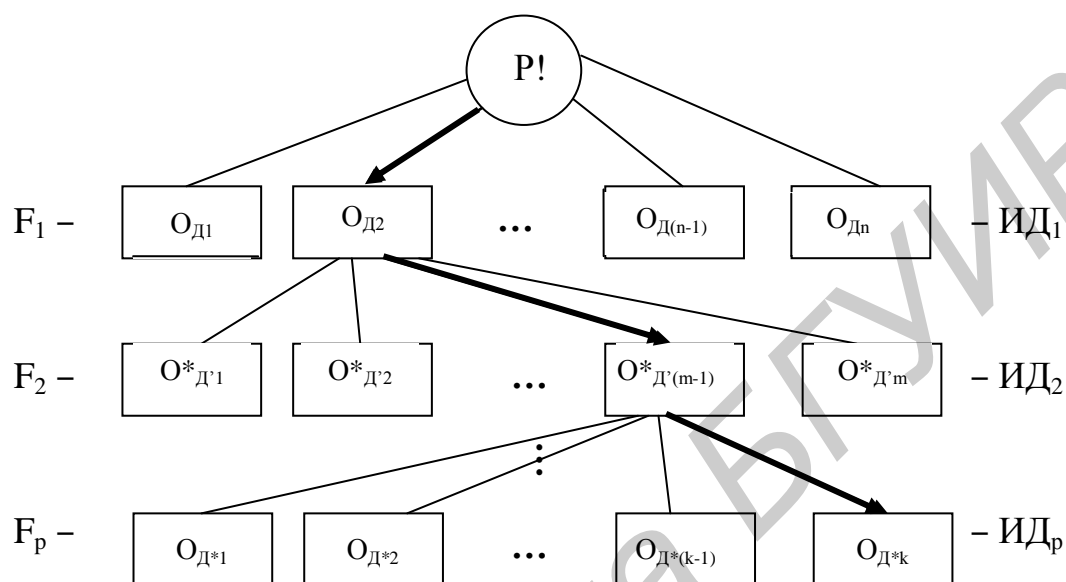 Р!
F₁ – О_Д1 О_Д2 ... О_Д(n-1) О_Дn – ИД₁
F₂ – О*_Д'1 О*_Д'2 ... О*_Д'(m-1) О*_Д'm – ИД₂
⋮
F_p – О_Д*1 О_Д*2 ... О_Д*(k-1) О_Д*k – ИД_p
БГУИР